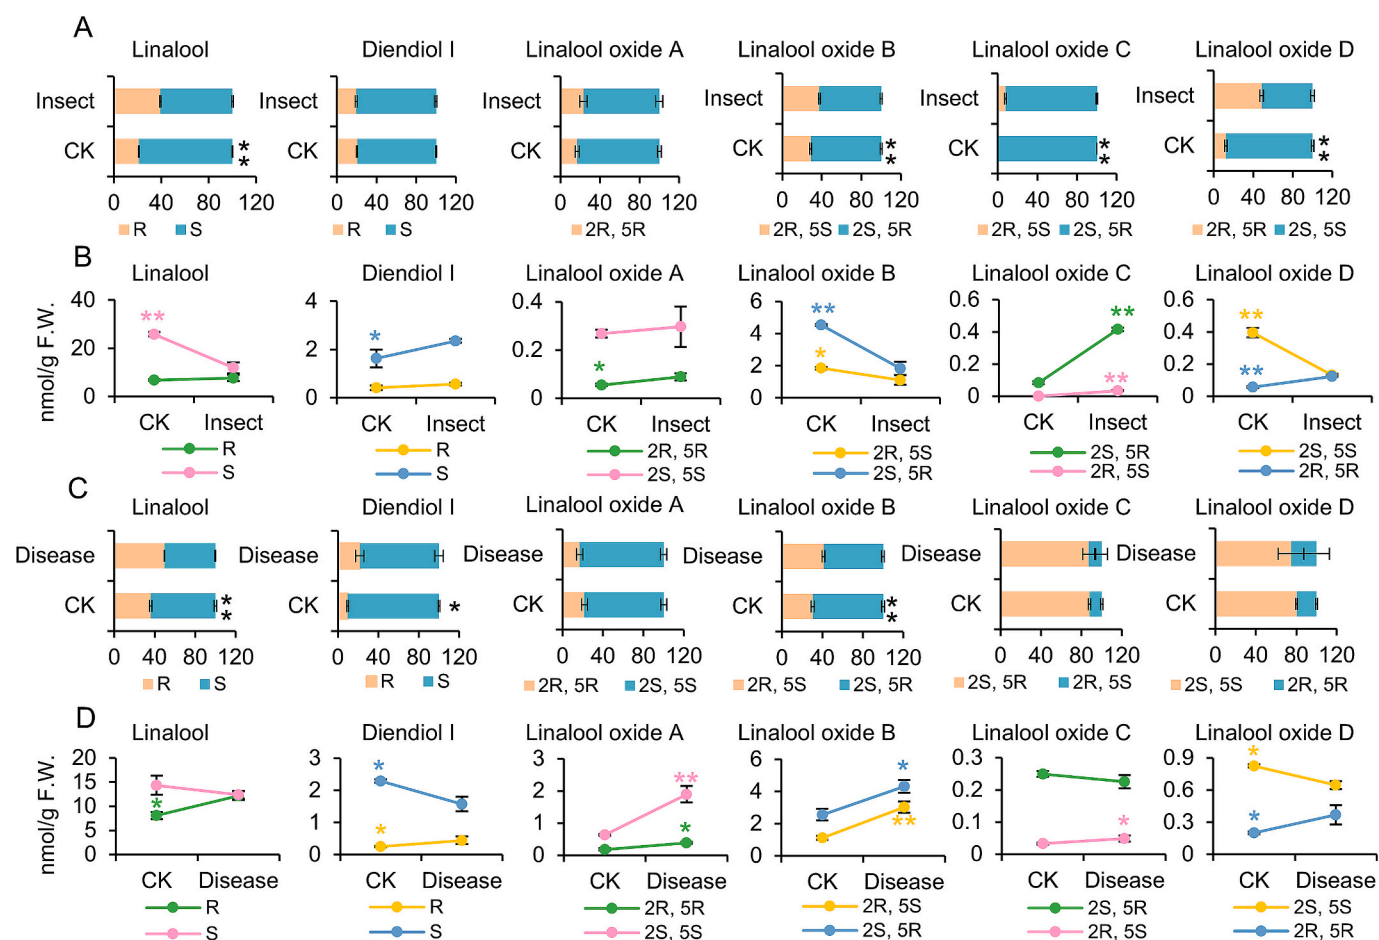 A
Linalool
Diendiol I
Linalool oxide A
Linalool oxide B
Linalool oxide C
Linalool oxide D
Insect
Insect
Insect
Insect
Insect
Insect
CK
**
CK
CK
CK
**
CK
**
CK
**
0 40 80 120
0 40 80 120
0 40 80 120
0 40 80 120
0 40 80 120
0 40 80 120
R S
R S
2R, 5R
2R, 5S 2S, 5R
2R, 5S 2S, 5R
2R, 5R 2S, 5S
B
Linalool
Diendiol I
Linalool oxide A
Linalool oxide B
Linalool oxide C
Linalool oxide D
nmol/g F.W.
40
20
0
**
4
2
0
*
0.4
0.2
0
*
6
4
2
0
**
*
0.6
0.4
0.2
0
**
**
0.6
0.4
0.2
0
**
**
CK Insect
CK Insect
CK Insect
CK Insect
CK Insect
CK Insect
R
S
R
S
2R, 5R
2S, 5S
2R, 5S
2S, 5R
2S, 5R
2R, 5S
2S, 5S
2R, 5R
C
Linalool
Diendiol I
Linalool oxide A
Linalool oxide B
Linalool oxide C
Linalool oxide D
Disease
Disease
Disease
Disease
Disease
Disease
CK
**
CK
*
CK
CK
**
CK
CK
0 40 80 120
0 40 80 120
0 40 80 120
0 40 80 120
0 40 80 120
0 40 80 120
R S
R S
2R, 5R 2S, 5S
2R, 5S 2S, 5R
2S, 5R 2R, 5S
2S, 5S 2R, 5R
D
Linalool
Diendiol I
Linalool oxide A
Linalool oxide B
Linalool oxide C
Linalool oxide D
nmol/g F.W.
20
15
10
5
0
*
3
2
1
0
*
*
3
2
1
0
**
*
6
4
2
0
*
**
0.3
0.2
0.1
0
*
0.9
0.6
0.3
0
*
*
CK Disease
CK Disease
CK Disease
CK Disease
CK Disease
CK Disease
R
S
R
S
2R, 5R
2S, 5S
2R, 5S
2S, 5R
2S, 5R
2R, 5S
2S, 5S
2R, 5R